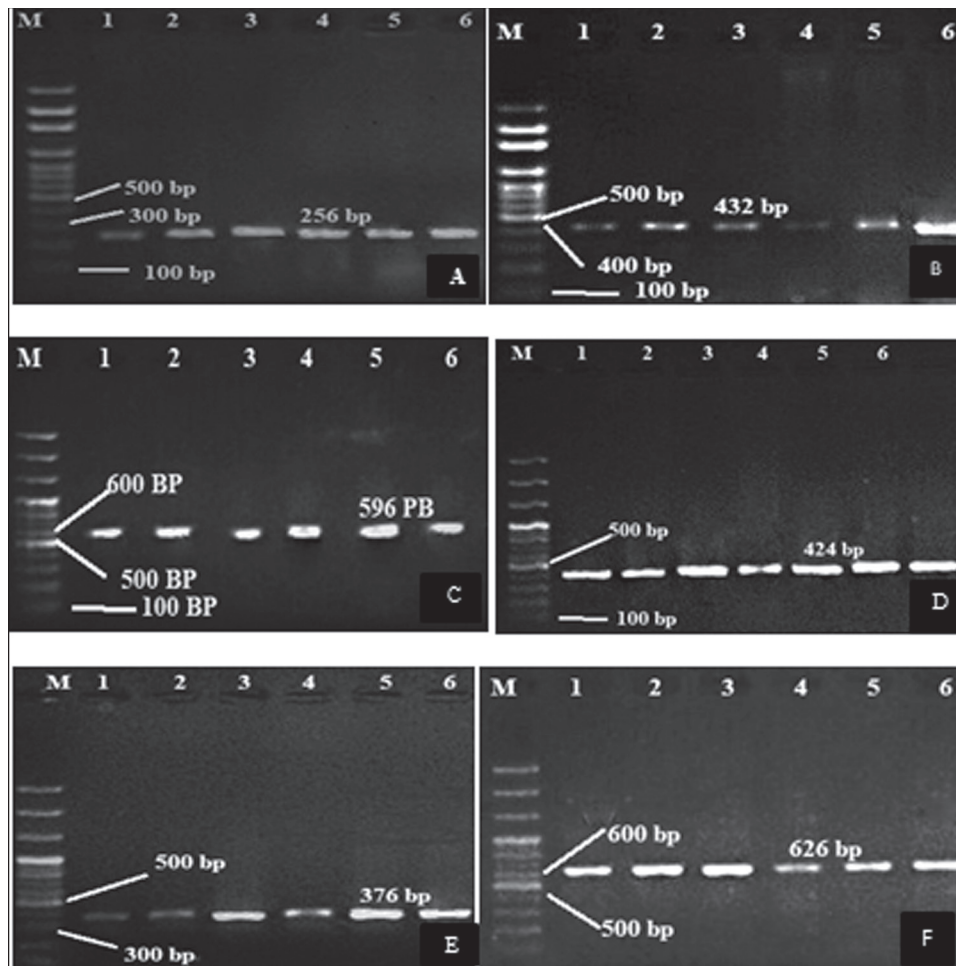 M 1 2 3 4 5 6
500 bp
300 bp 256 bp
100 bp
A
M 1 2 3 4 5 6
500 bp 432 bp
400 bp
100 bp
B
M 1 2 3 4 5 6
600 BP
596 PB
500 BP
100 BP
C
M 1 2 3 4 5 6
500 bp 424 bp
100 bp
D
M 1 2 3 4 5 6
500 bp
376 bp
300 bp
E
M 1 2 3 4 5 6
600 bp
626 bp
500 bp
F